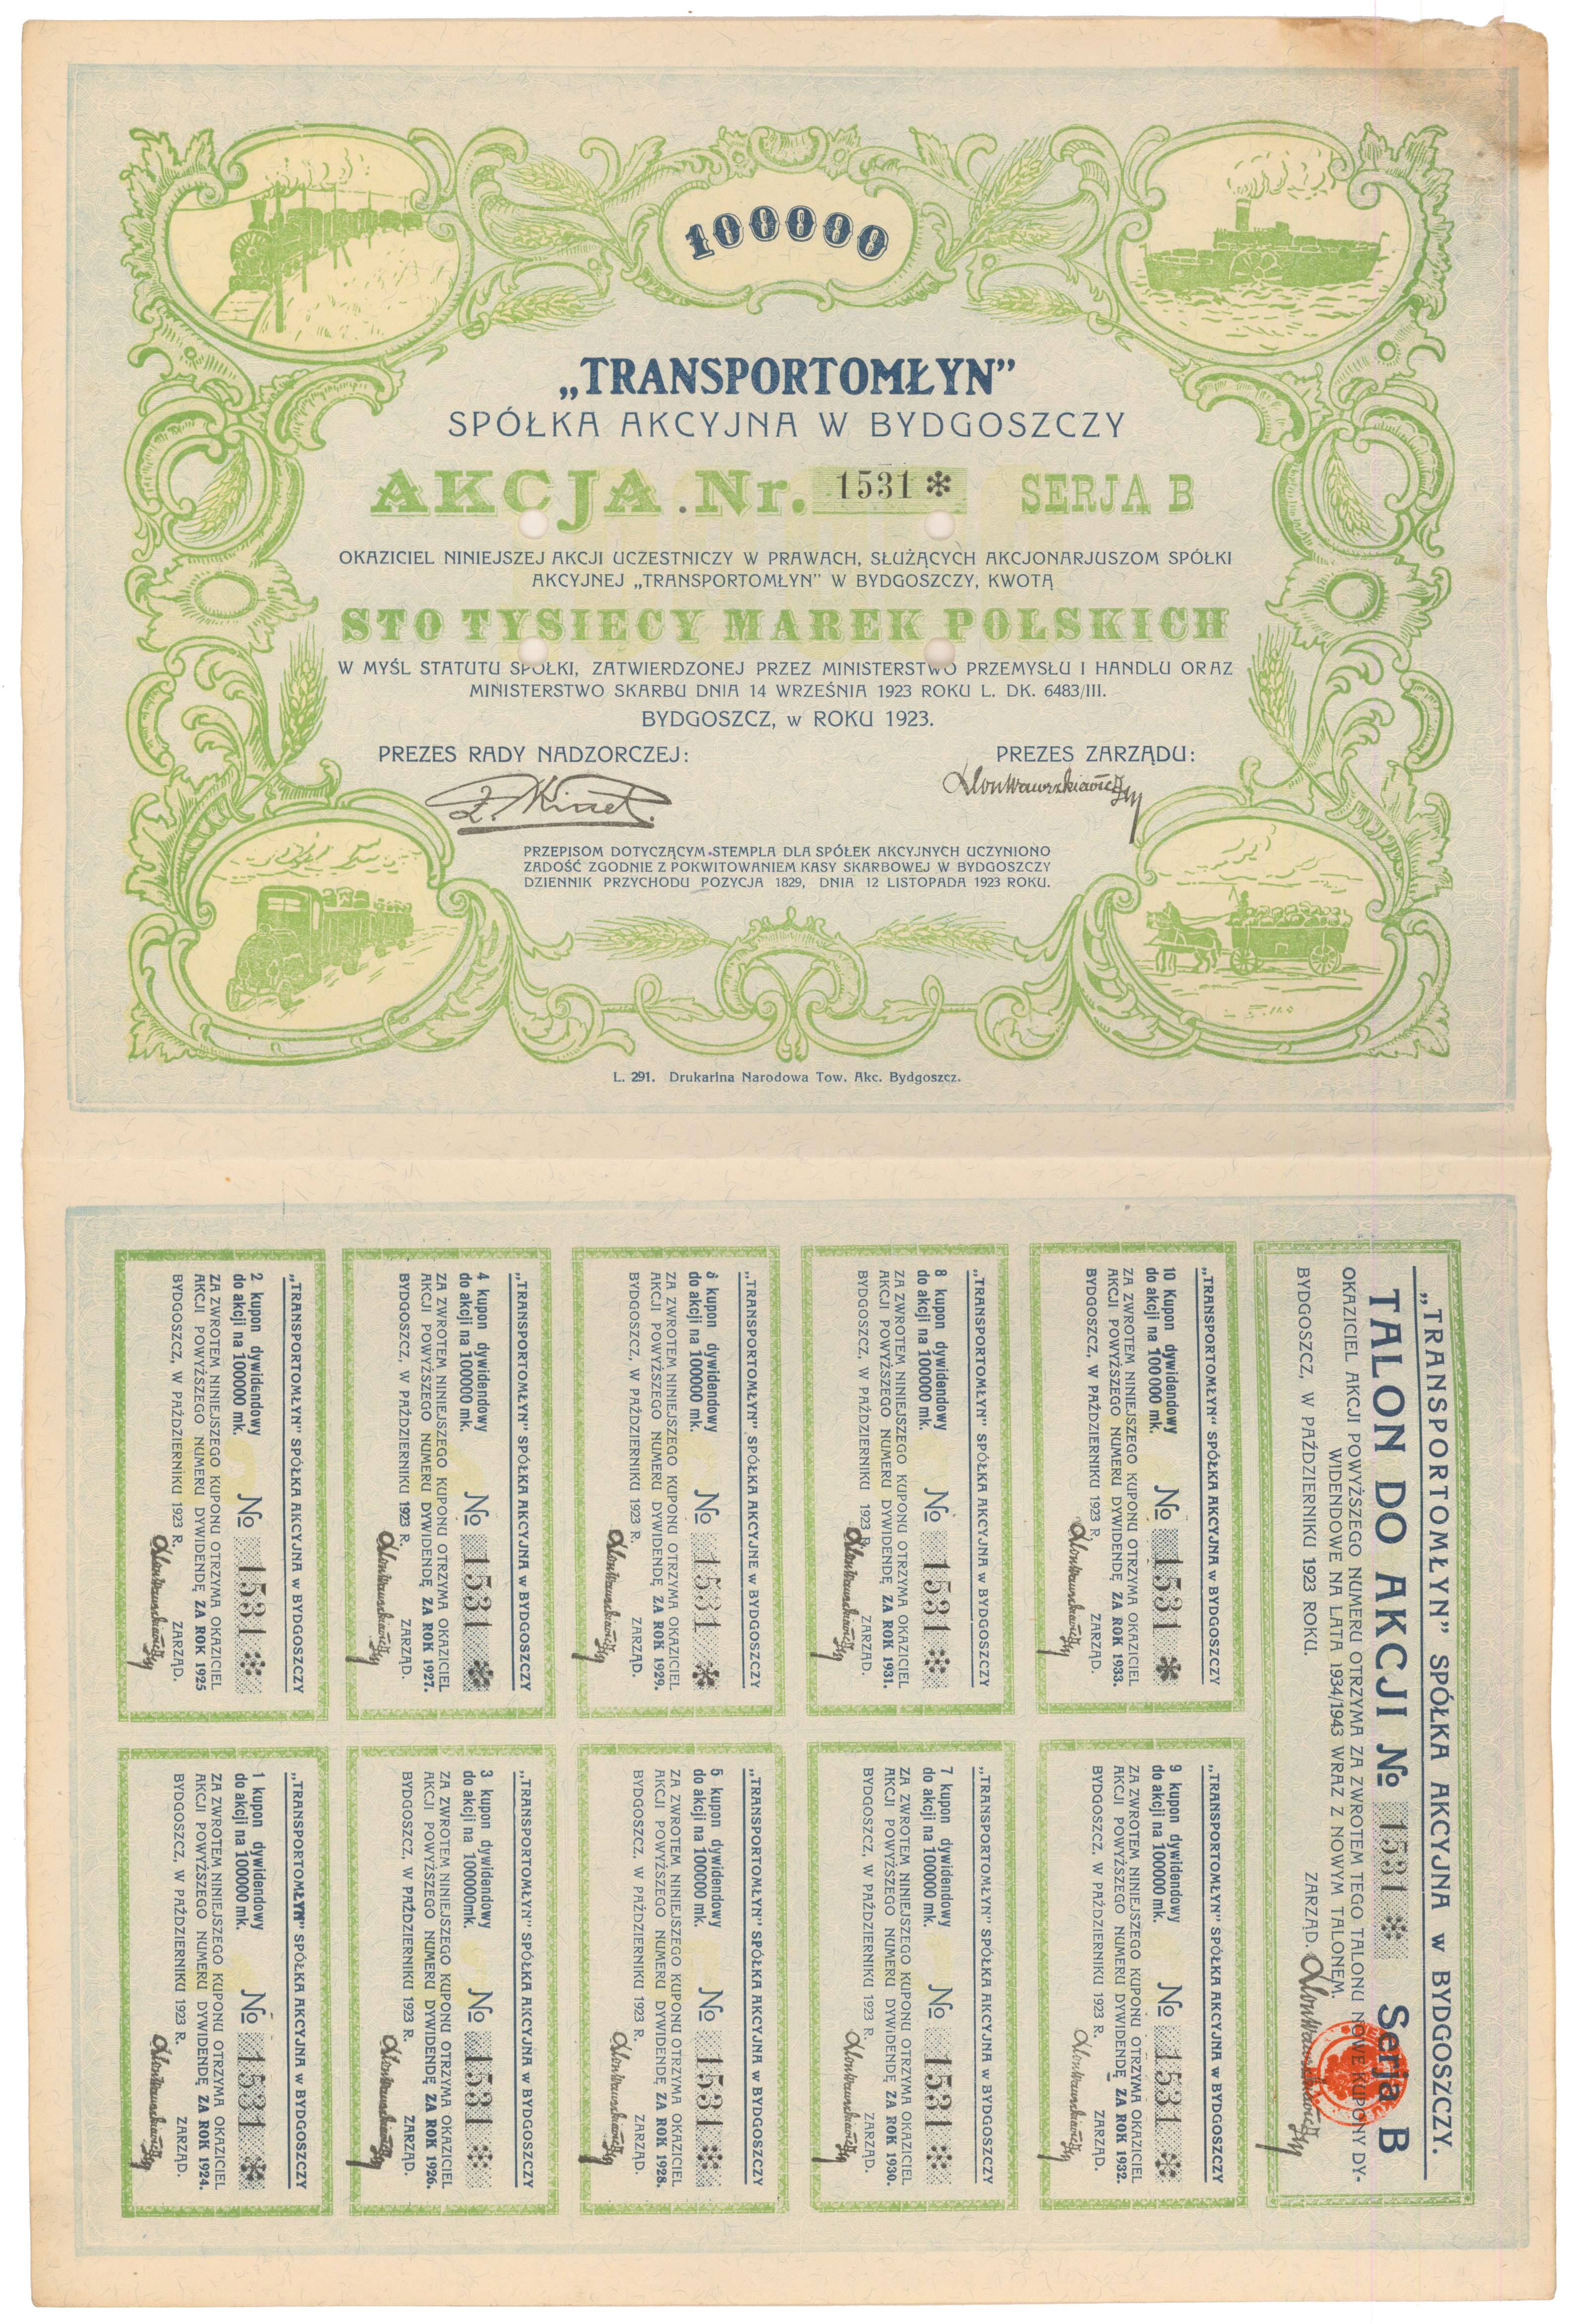 100000
„TRANSPORTOMŁYN”
SPÓŁKA AKCYJNA W BYDGOSZCZY
AKCJA Nr. 1531 * SERJA B
OKAZICIEL NINIEJSZEJ AKCJI UCZESTNICZY W PRAWACH, SŁUŻĄCYCH AKCJONARJUSZOM SPÓŁKI
AKCYJNEJ „TRANSPORTOMŁYN” W BYDGOSZCZY, KWOTĄ
STO TYSIĘCY MAREK POLSKICH
W MYŚL STATUTU SPÓŁKI, ZATWIERDZONEJ PRZEZ MINISTERSTWO PRZEMYSŁU I HANDLU ORAZ
MINISTERSTWO SKARBU DNIA 14 WRZEŚNIA 1923 ROKU L. DK. 6483/III.
BYDGOSZCZ, w ROKU 1923.
PREZES RADY NADZORCZEJ: PREZES ZARZĄDU:
PRZEPISOM DOTYCZĄCYM STEMPLA DLA SPÓŁEK AKCYJNYCH UCZYNIONO
ZADOŚĆ ZGODNIE Z POKWITOWANIEM KASY SKARBOWEJ W BYDGOSZCZY
DZIENNIK PRZYCHODU POZYCJA 1829, DNIA 12 LISTOPADA 1923 ROKU.
L. 291. Drukarina Narodowa Tow. Akc. Bydgoszcz.
„TRANSPORTOMŁYN” SPÓŁKA AKCYJNA w BYDGOSZCZY.
TALON DO AKCJI No 1531 * Serja B
OKAZICIEL AKCJI POWYŻSZEGO NUMERU OTRZYMA ZA ZWROTEM TEGO TALONU NOWE KUPONY DY-
WIDENDOWE NA LATA 1934/1943 WRAZ Z NOWYM TALONEM.
BYDGOSZCZ, W PAŹDZIERNIKU 1923 ROKU. ZARZĄD.
„TRANSPORTOMŁYN“ SPÓŁKA AKCYJNA w BYDGOSZCZY
10 Kupon dywidendowy
do akcji na 100 000 mk. No 1531 *
ZA ZWROTEM NINIEJSZEGO KUPONU OTRZYMA OKAZICIEL
AKCJI POWYŻSZEGO NUMERU DYWIDENDĘ ZA ROK 1933.
BYDGOSZCZ, W PAŹDZIERNIKU 1923 R. ZARZĄD.
„TRANSPORTOMŁYN” SPÓŁKA AKCYJNA w BYDGOSZCZY
9 kupon dywidendowy
do akcji na 100000 mk. No 1531 *
ZA ZWROTEM NINIEJSZEGO KUPONU OTRZYMA OKAZICIEL
AKCJI POWYŻSZEGO NUMERU DYWIDENDĘ ZA ROK 1932.
BYDGOSZCZ, W PAŹDZIERNIKU 1923 R. ZARZĄD.
„TRANSPORTOMŁYN” SPÓŁKA AKCYJNA w BYDGOSZCZY
8 kupon dywidendowy
do akcji na 100000 mk. No 1531 *
ZA ZWROTEM NINIEJSZEGO KUPONU OTRZYMA OKAZICIEL
AKCJI POWYŻSZEGO NUMERU DYWIDENDĘ ZA ROK 1931.
BYDGOSZCZ, W PAŹDZIERNIKU 1923 R. ZARZĄD.
„TRANSPORTOMŁYN” SPÓŁKA AKCYJNA w BYDGOSZCZY
7 kupon dywidendowy
do akcji na 100000 mk. No 1531 *
ZA ZWROTEM NINIEJSZEGO KUPONU OTRZYMA OKAZICIEL
AKCJI POWYŻSZEGO NUMERU DYWIDENDĘ ZA ROK 1930.
BYDGOSZCZ, W PAŹDZIERNIKU 1923 R. ZARZĄD.
„TRANSPORTOMŁYN” SPÓŁKA AKCYJNE w BYDGOSZCZY
kupon dywidendowy
do akcji na 100000 mk. No 1531 *
ZA ZWROTEM NINIEJSZEGO KUPONU OTRZYMA OKAZICIEL
AKCJI POWYŻSZEGO NUMERU DYWIDENDĘ ZA ROK 1929.
BYDGOSZCZ, W PAŹDZIERNIKU 1923 R. ZARZĄD.
„TRANSPORTOMŁYN” SPÓŁKA AKCYJNA w BYDGOSZCZY
5 kupon dywidendowy
do akcji na 100000 mk. No 1531 *
ZA ZWROTEM NINIEJSZEGO KUPONU OTRZYMA OKAZICIEL
AKCJI POWYŻSZEGO NUMERU DYWIDENDĘ ZA ROK 1928.
BYDGOSZCZ, W PAŹDZIERNIKU 1923 R. ZARZĄD.
„TRANSPORTOMŁYN” SPÓŁKA AKCYJNA w BYDGOSZCZY
4 kupon dywidendowy
do akcji na 100000 mk. No 1531 *
ZA ZWROTEM NINIEJSZEGO KUPONU OTRZYMA OKAZICIEL
AKCJI POWYŻSZEGO NUMERU DYWIDENDĘ ZA ROK 1927.
BYDGOSZCZ, W PAŹDZIERNIKU 1923 R. ZARZĄD.
„TRANSPORTOMŁYN” SPÓŁKA AKCYJNA w BYDGOSZCZY
3 kupon dywidendowy
do akcji na 100000mk. No 1531 *
ZA ZWROTEM NINIEJSZEGO KUPONU OTRZYMA OKAZICIEL
AKCJI POWYŻSZEGO NUMERU DYWIDENDĘ ZA ROK 1926.
BYDGOSZCZ, W PAŹDZIERNIKU 1923 R. ZARZĄD.
„TRANSPORTOMŁYN” SPÓŁKA AKCYJNA w BYDGOSZCZY
2 kupon dywidendowy
do akcji na 100000 mk. No 1531 *
ZA ZWROTEM NINIEJSZEGO KUPONU OTRZYMA OKAZICIEL
AKCJI POWYŻSZEGO NUMERU DYWIDENDĘ ZA ROK 1925
BYDGOSZCZ, W PAŹDZIERNIKU 1923 R. ZARZĄD.
„TRANSPORTOMŁYN” SPÓŁKA AKCYJNA w BYDGOSZCZY
1 kupon dywidendowy
do akcji na 100000 mk. No 1531 *
ZA ZWROTEM NINIEJSZEGO KUPONU OTRZYMA OKAZICIEL
AKCJI POWYŻSZEGO NUMERU DYWIDENDĘ ZA ROK 1924.
BYDGOSZCZ, W PAŹDZIERNIKU 1923 R. ZARZĄD.